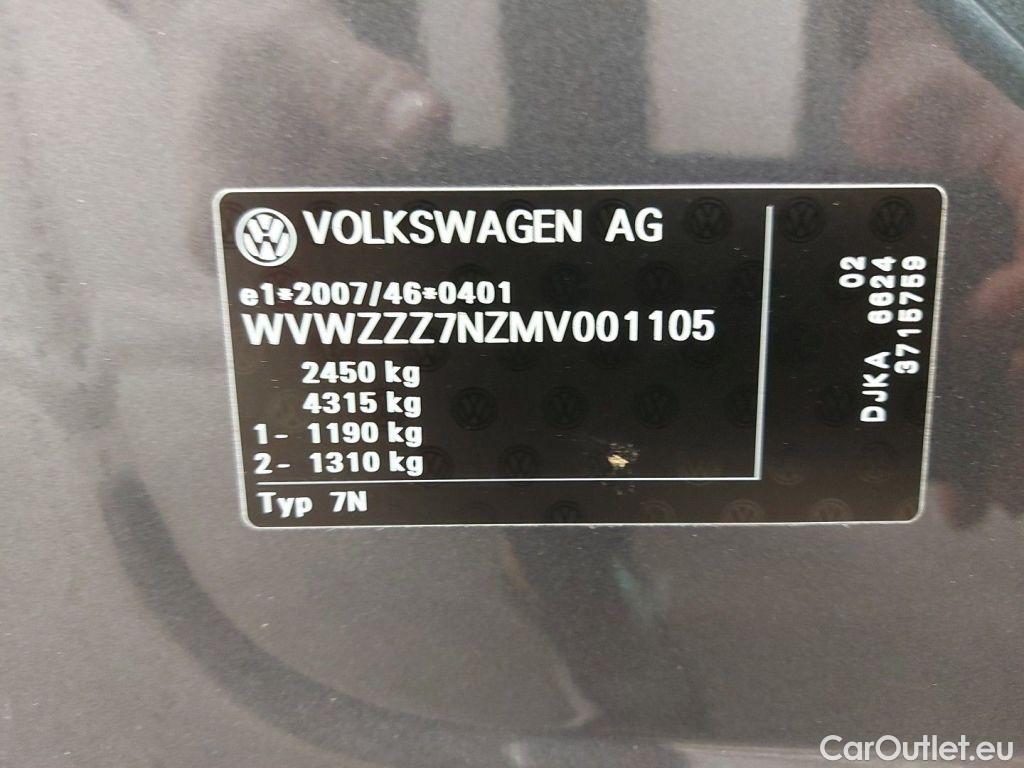 VOLKSWAGEN AG
e1*2007/46*0401
WVWZZZ7NZMV001105
2450 kg
4315 kg
1- 1190 kg
2- 1310 kg
Typ 7N
02
DJKA 6624
3715759
CarOutlet.eu